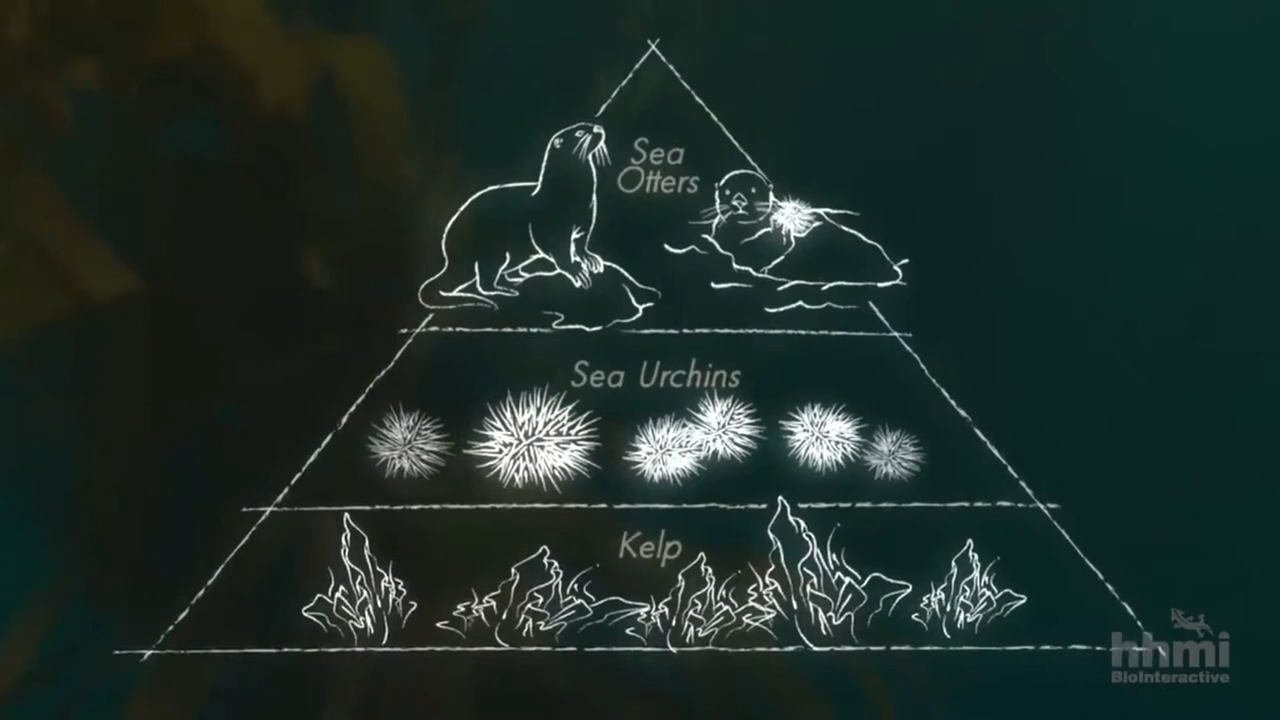 Sea
Otters
Sea Urchins
Kelp
hhmi
BioInteractive